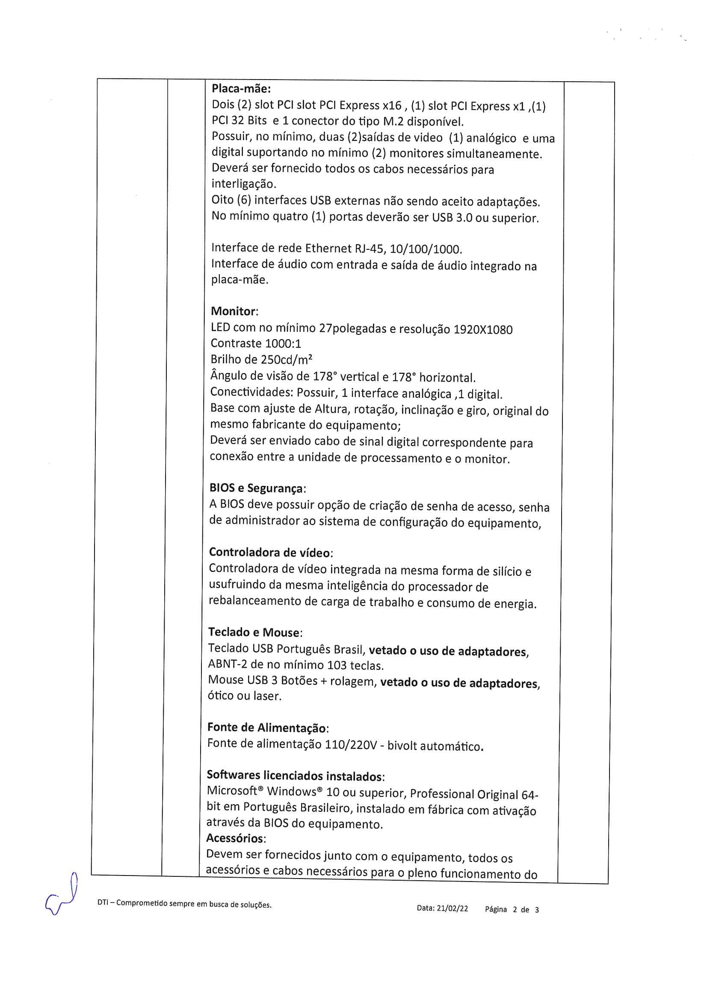 Placa-mãe:
Dois (2) slot PCI slot PCI Express x16 , (1) slot PCI Express x1 ,(1)
PCI 32 Bits e 1 conector do tipo M.2 disponível.
Possuir, no mínimo, duas (2)saídas de video (1) analógico e uma
digital suportando no mínimo (2) monitores simultaneamente.
Deverá ser fornecido todos os cabos necessários para
interligação.
Oito (6) interfaces USB externas não sendo aceito adaptações.
No mínimo quatro (1) portas deverão ser USB 3.0 ou superior.
Interface de rede Ethernet RJ-45, 10/100/1000.
Interface de áudio com entrada e saída de áudio integrado na
placa-mãe.
Monitor:
LED com no mínimo 27polegadas e resolução 1920X1080
Contraste 1000:1
Brilho de 250cd/m²
Ângulo de visão de 178° vertical e 178° horizontal.
Conectividades: Possuir, 1 interface analógica ,1 digital.
Base com ajuste de Altura, rotação, inclinação e giro, original do
mesmo fabricante do equipamento;
Deverá ser enviado cabo de sinal digital correspondente para
conexão entre a unidade de processamento e o monitor.
BIOS e Segurança:
A BIOS deve possuir opção de criação de senha de acesso, senha
de administrador ao sistema de configuração do equipamento,
Controladora de vídeo:
Controladora de vídeo integrada na mesma forma de silício e
usufruindo da mesma inteligência do processador de
rebalanceamento de carga de trabalho e consumo de energia.
Teclado e Mouse:
Teclado USB Português Brasil, vetado o uso de adaptadores,
ABNT-2 de no mínimo 103 teclas.
Mouse USB 3 Botões + rolagem, vetado o uso de adaptadores,
ótico ou laser.
Fonte de Alimentação:
Fonte de alimentação 110/220V - bivolt automático.
Softwares licenciados instalados:
Microsoft® Windows® 10 ou superior, Professional Original 64-
bit em Português Brasileiro, instalado em fábrica com ativação
através da BIOS do equipamento.
Acessórios:
Devem ser fornecidos junto com o equipamento, todos os
acessórios e cabos necessários para o pleno funcionamento do
DTI – Comprometido sempre em busca de soluções.
Data: 21/02/22 Página 2 de 3